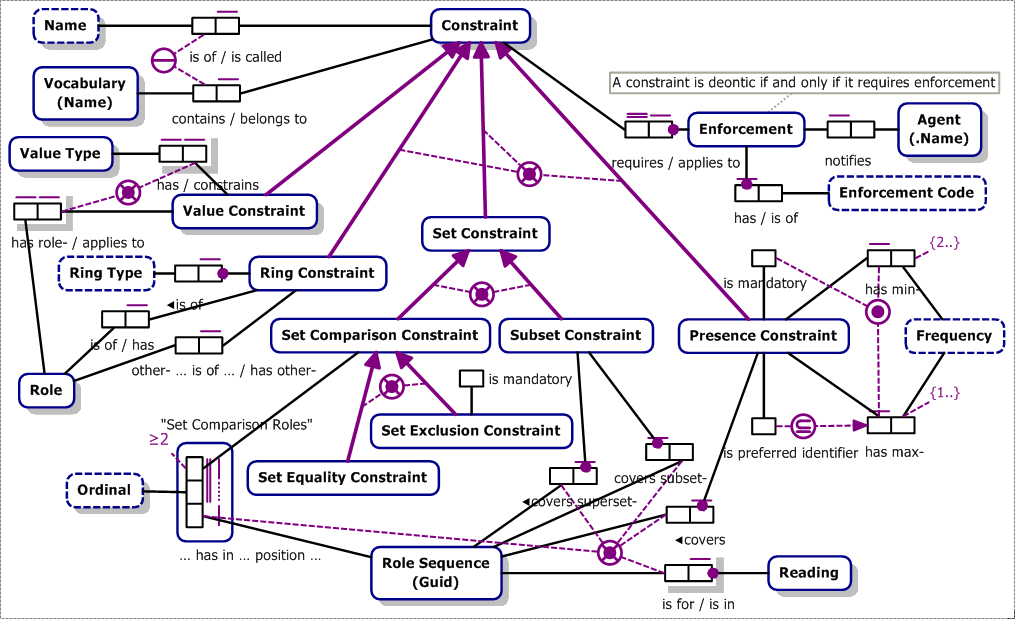 Name
Constraint
is of / is called
Vocabulary
(Name)
contains / belongs to
A constraint is deontic if and only if it requires enforcement
Enforcement
Agent
(.Name)
requires / applies to
notifies
Enforcement Code
has / is of
Value Type
has / constrains
Value Constraint
has role- / applies to
Set Constraint
Ring Type
Ring Constraint
◄is of
is of / has
other- ... is of ... / has other-
Role
Set Comparison Constraint
Subset Constraint
is mandatory
{2..}
has min-
Presence Constraint
Frequency
{1..}
is preferred identifier
has max-
is mandatory
Set Exclusion Constraint
"Set Comparison Roles"
≥2
Set Equality Constraint
Ordinal
... has in ... position ...
covers subset-
◄covers superset-
◄covers
Role Sequence
(Guid)
Reading
is for / is in